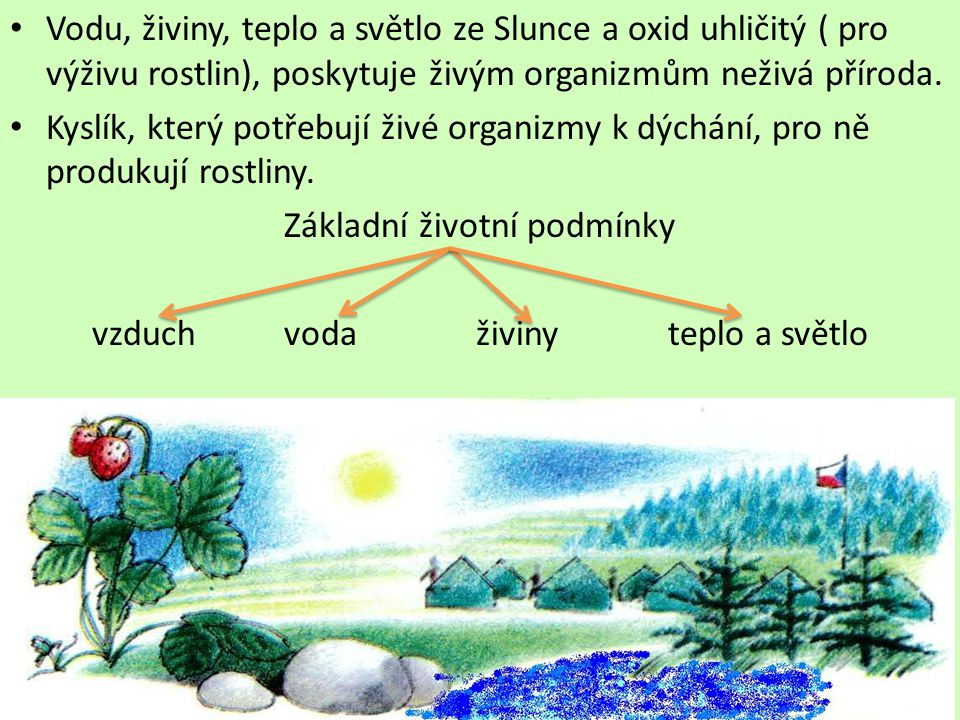 • Vodu, živiny, teplo a světlo ze Slunce a oxid uhličitý ( pro
výživu rostlin), poskytuje živým organizmům neživá příroda.
• Kyslík, který potřebují živé organizmy k dýchání, pro ně
produkují rostliny.
Základní životní podmínky
vzduch voda živiny teplo a světlo